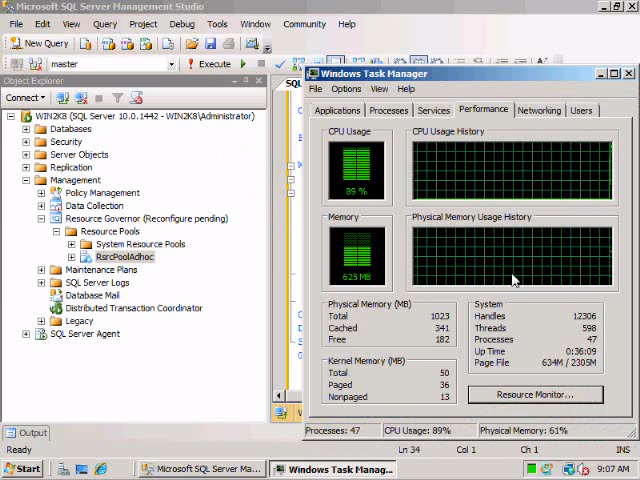 Microsoft SQL Server Management Studio
File Edit View Query Project Debug Tools Window Community Help
New Query
master Execute
Object Explorer
Connect
WIN2K8 (SQL Server 10.0.1442 - WIN2K8\Administrator)
Databases
Security
Server Objects
Replication
Management
Policy Management
Data Collection
Resource Governor (Reconfigure pending)
Resource Pools
System Resource Pools
RsrcPoolAdhoc
Maintenance Plans
SQL Server Logs
Database Mail
Distributed Transaction Coordinator
Legacy
SQL Server Agent
Windows Task Manager
File Options View Help
Applications Processes Services Performance Networking Users
CPU Usage CPU Usage History
89 %
Memory Physical Memory Usage History
625 MB
Physical Memory (MB)
Total 1023
Cached 341
Free 182
Kernel Memory (MB)
Total 50
Paged 36
Nonpaged 13
System
Handles 12306
Threads 598
Processes 47
Up Time 0:36:09
Page File 634M / 2305M
Resource Monitor...
Processes: 47 CPU Usage: 89% Physical Memory: 61%
Output
Ready Ln 34 Col 1 Ch 1 INS
Start Microsoft SQL Server Ma... Windows Task Manag... 9:07 AM